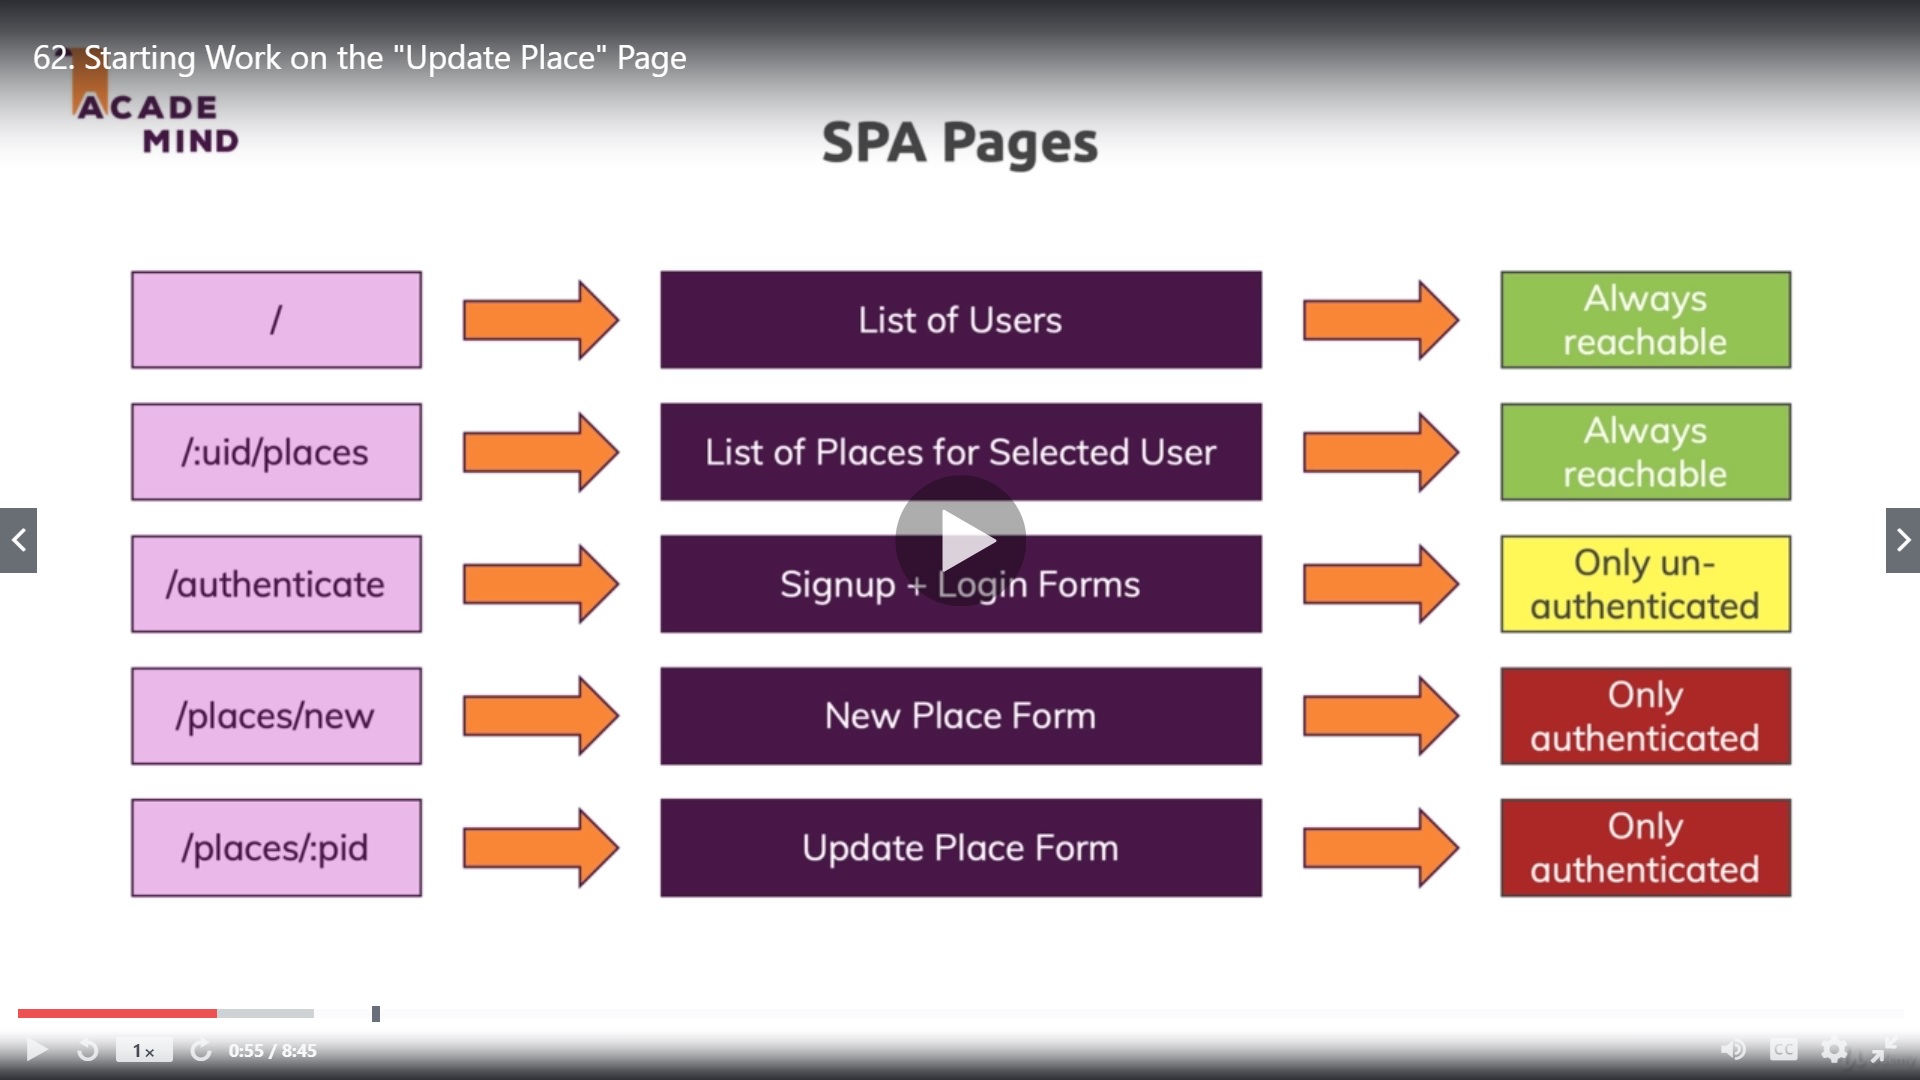 62. Starting Work on the "Update Place" Page
ACADE
MIND
SPA Pages
/
List of Users
Always
reachable
/:uid/places
List of Places for Selected User
Always
reachable
/authenticate
Signup + Login Forms
Only un-
authenticated
/places/new
New Place Form
Only
authenticated
/places/:pid
Update Place Form
Only
authenticated
1×
0:55 / 8:45
CC